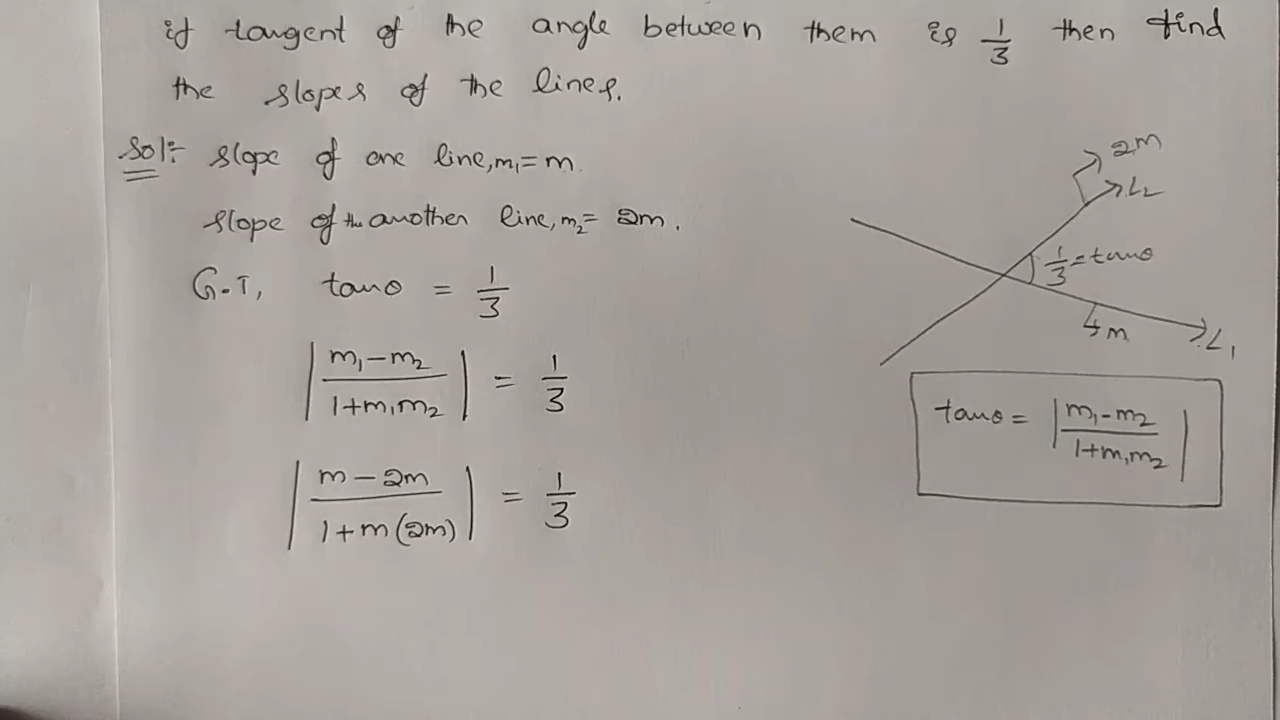 if tangent of the angle between them is 1/3 then find
the slopes of the lines.
Sol:- slope of one line, m₁ = m.
slope of the another line, m₂ = 2m.
G.T, tanθ = 1/3
|(m₁-m₂)/(1+m₁m₂)| = 1/3
|(m-2m)/(1+m(2m))| = 1/3
2m
L₂
1/3 = tanθ
m
L₁
tanθ = |(m₁-m₂)/(1+m₁m₂)|